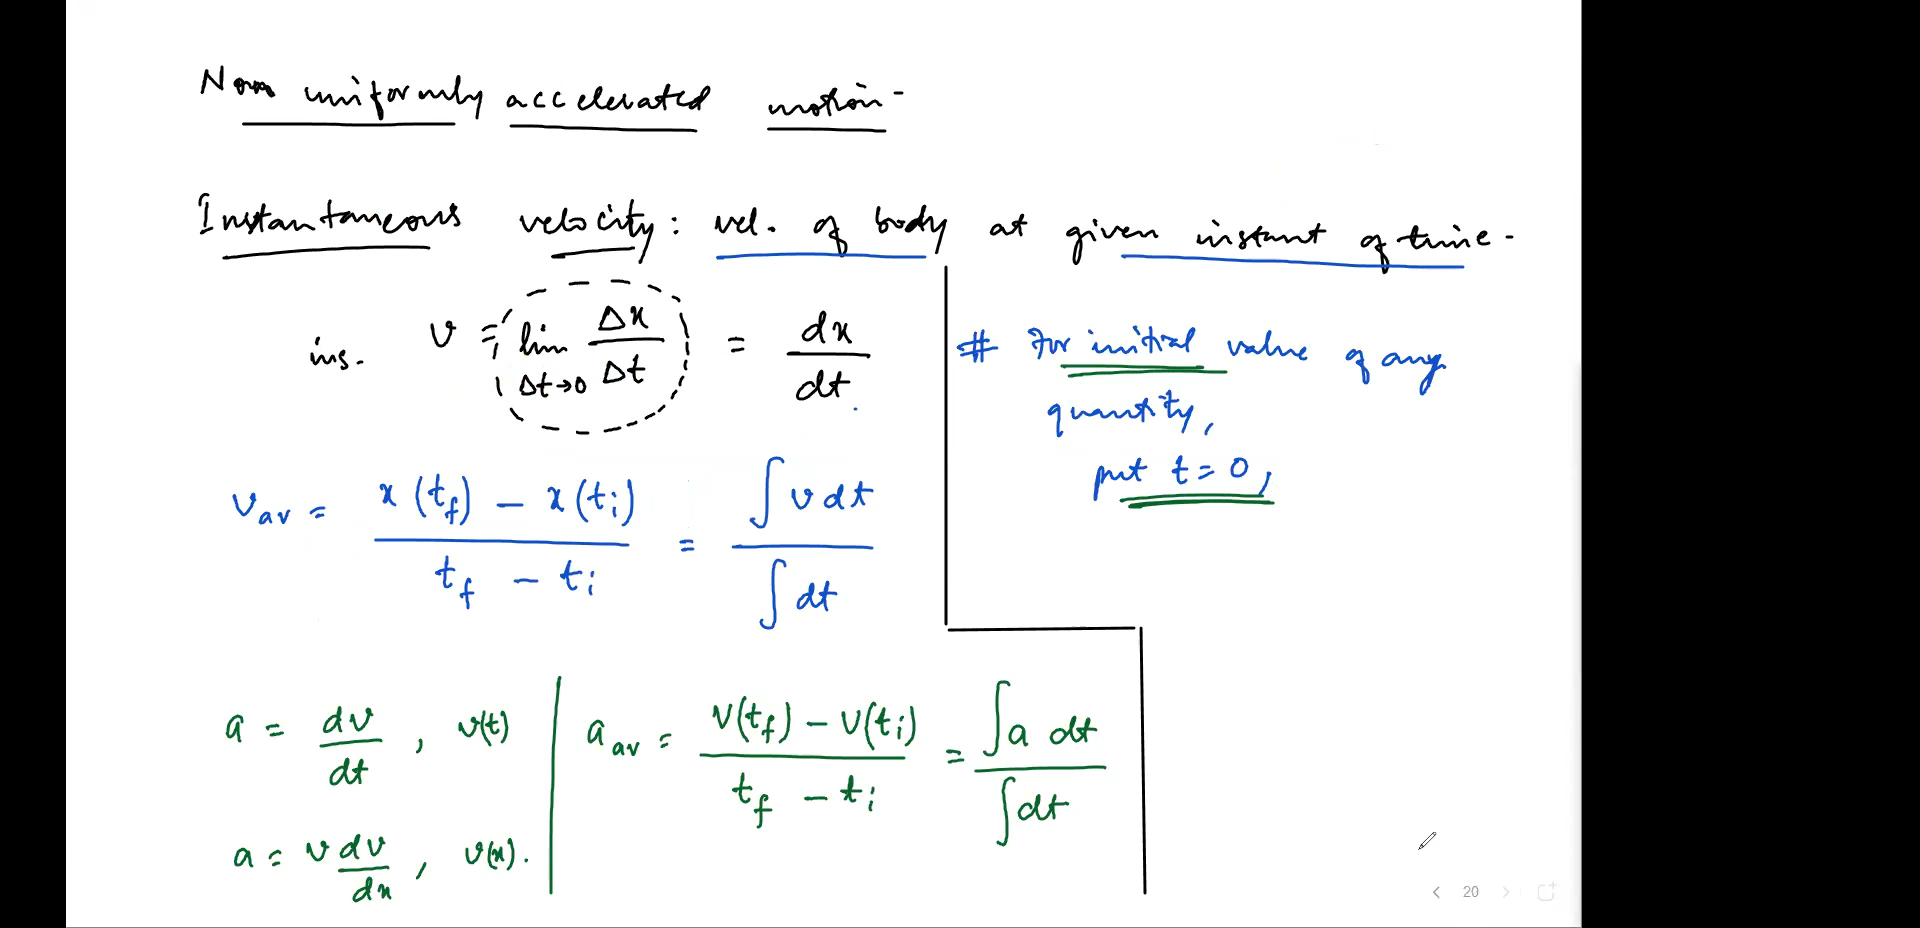 Non uniformly accelerated motion-
Instantaneous velocity: vel. of body at given instant of time-
ins. v = lim Δt→0 Δx/Δt = dx/dt
# For initial value of any
quantity,
put t = 0,
v av = (x(tf) - x(ti))/(tf - ti) = ∫v dt / ∫dt
a = dv/dt, v(t)
a = v dv/dx, v(x).
a av = (v(tf) - v(ti))/(tf - ti) = ∫a dt / ∫dt
20